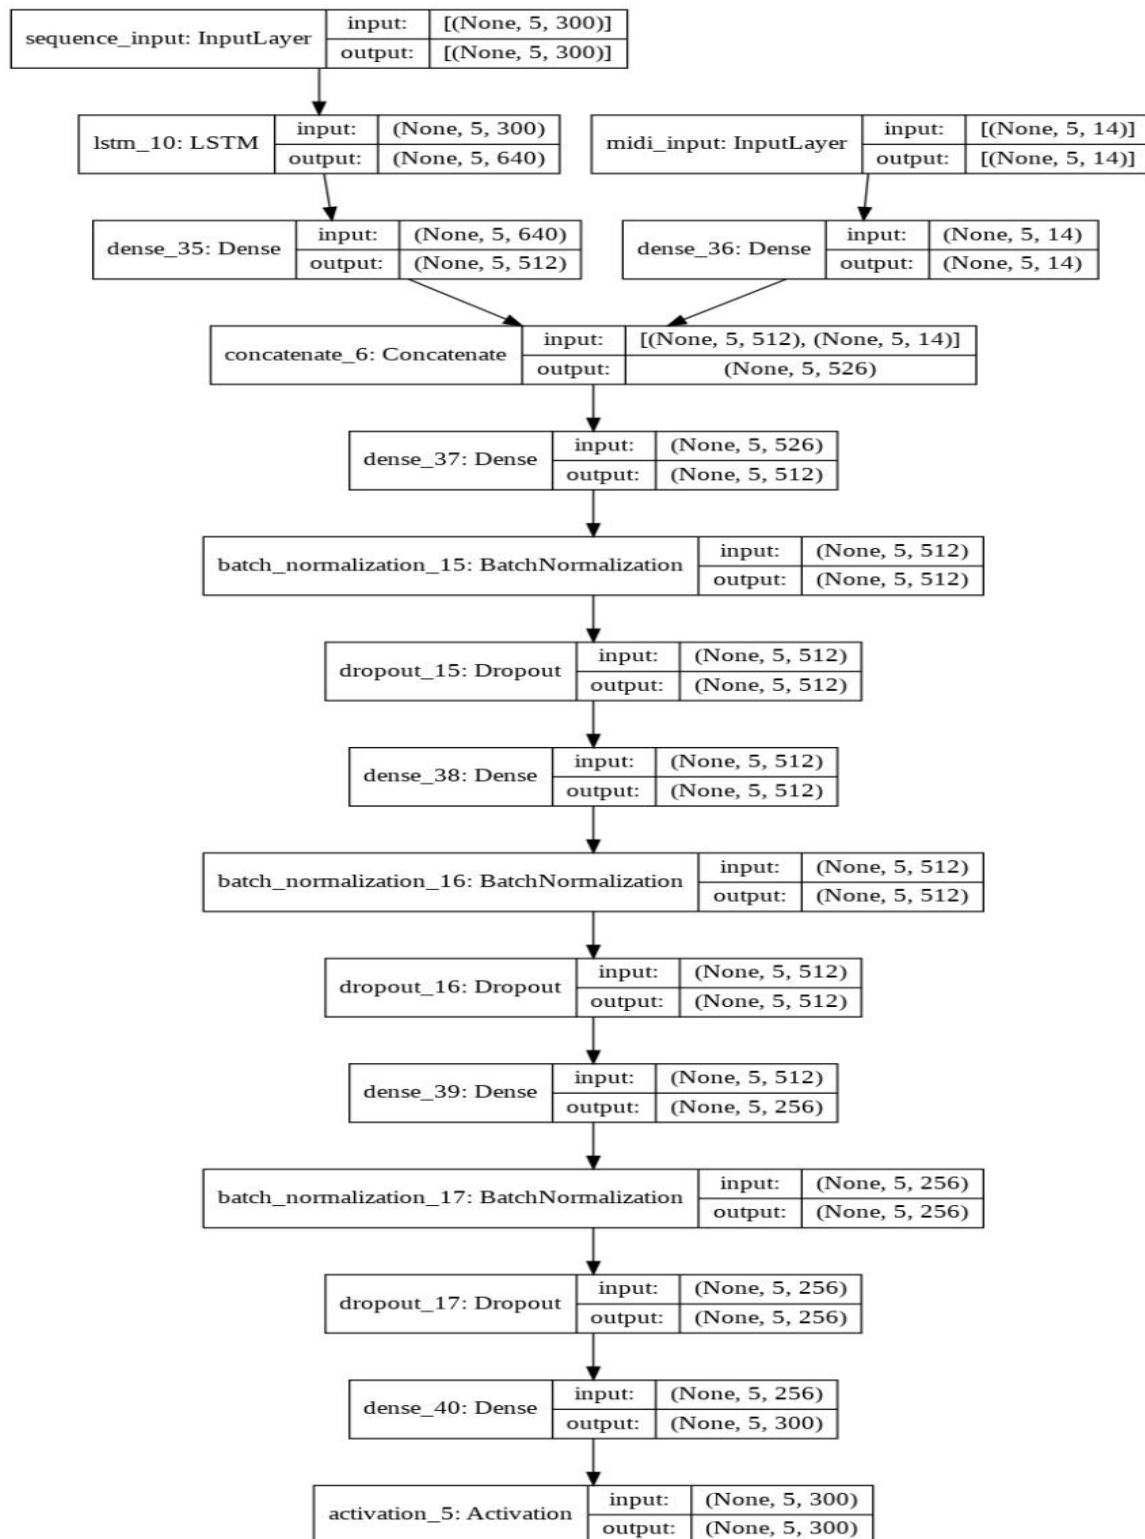 sequence_input: InputLayer
input: [(None, 5, 300)]
output: [(None, 5, 300)]
lstm_10: LSTM
input: (None, 5, 300)
output: (None, 5, 640)
midi_input: InputLayer
input: [(None, 5, 14)]
output: [(None, 5, 14)]
dense_35: Dense
input: (None, 5, 640)
output: (None, 5, 512)
dense_36: Dense
input: (None, 5, 14)
output: (None, 5, 14)
concatenate_6: Concatenate
input: [(None, 5, 512), (None, 5, 14)]
output: (None, 5, 526)
dense_37: Dense
input: (None, 5, 526)
output: (None, 5, 512)
batch_normalization_15: BatchNormalization
input: (None, 5, 512)
output: (None, 5, 512)
dropout_15: Dropout
input: (None, 5, 512)
output: (None, 5, 512)
dense_38: Dense
input: (None, 5, 512)
output: (None, 5, 512)
batch_normalization_16: BatchNormalization
input: (None, 5, 512)
output: (None, 5, 512)
dropout_16: Dropout
input: (None, 5, 512)
output: (None, 5, 512)
dense_39: Dense
input: (None, 5, 512)
output: (None, 5, 256)
batch_normalization_17: BatchNormalization
input: (None, 5, 256)
output: (None, 5, 256)
dropout_17: Dropout
input: (None, 5, 256)
output: (None, 5, 256)
dense_40: Dense
input: (None, 5, 256)
output: (None, 5, 300)
activation_5: Activation
input: (None, 5, 300)
output: (None, 5, 300)